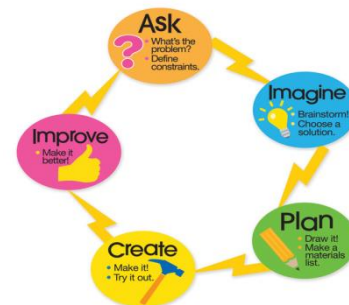 Ask
• What's the
problem?
• Define
constraints.
Imagine
• Brainstorm!
• Choose a
solution.
Plan
• Draw it!
• Make a
materials
list.
Create
• Make it!
• Try it out.
Improve
• Make it
better!